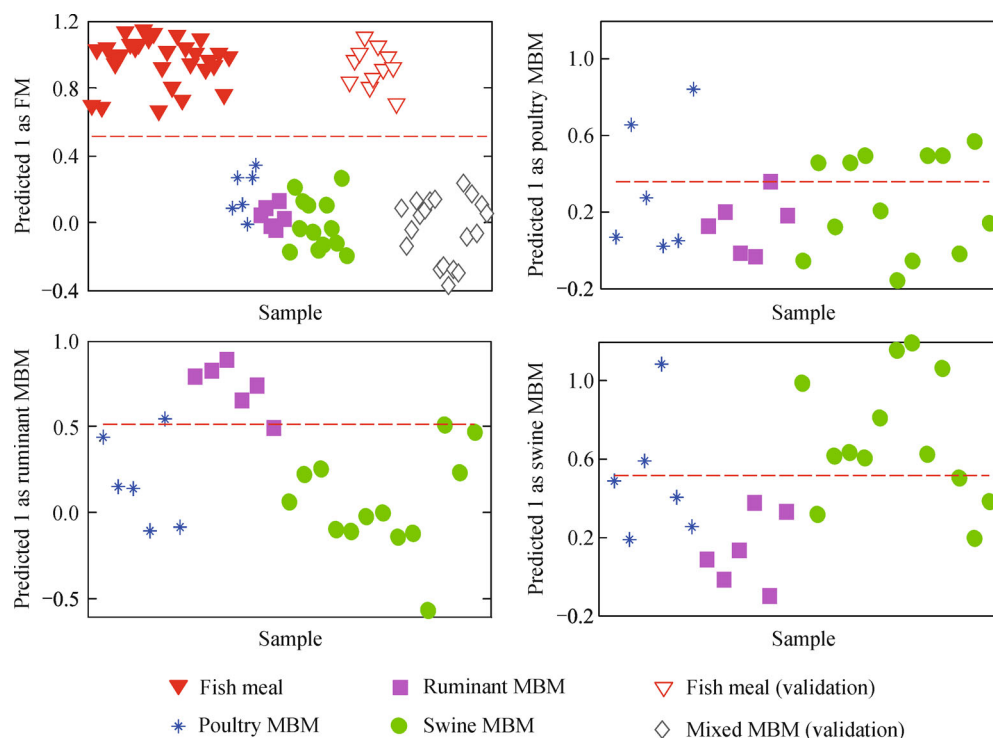 Predicted 1 as FM
1.2
0.8
0.4
0.0
−0.4
Sample
Predicted 1 as poultry MBM
1.0
0.6
0.2
−0.2
Sample
Predicted 1 as ruminant MBM
1.0
0.5
0.0
−0.5
Sample
Predicted 1 as swine MBM
1.0
0.6
0.2
−0.2
Sample
Fish meal
Ruminant MBM
Fish meal (validation)
Poultry MBM
Swine MBM
Mixed MBM (validation)